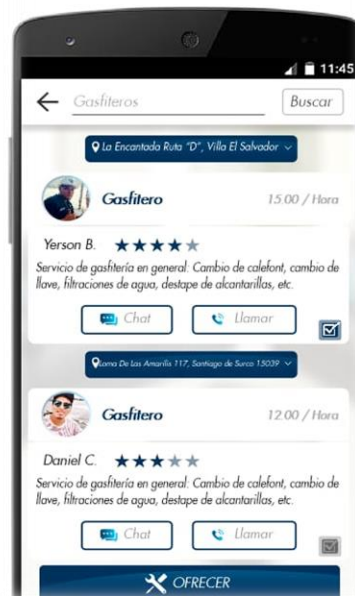 11:45
Gasfiteros Buscar
La Encantada Ruta "D", Villa El Salvador
Gasfitero 15.00 / Hora
Yerson B.
Servicio de gasfitería en general: Cambio de calefont, cambio de
llave, filtraciones de agua, destape de alcantarillas, etc.
Chat Llamar
Loma De Las Amarilis 117, Santiago de Surco 15039
Gasfitero 12.00 / Hora
Daniel C.
Servicio de gasfitería en general: Cambio de calefont, cambio de
llave, filtraciones de agua, destape de alcantarillas, etc.
Chat Llamar
OFRECER